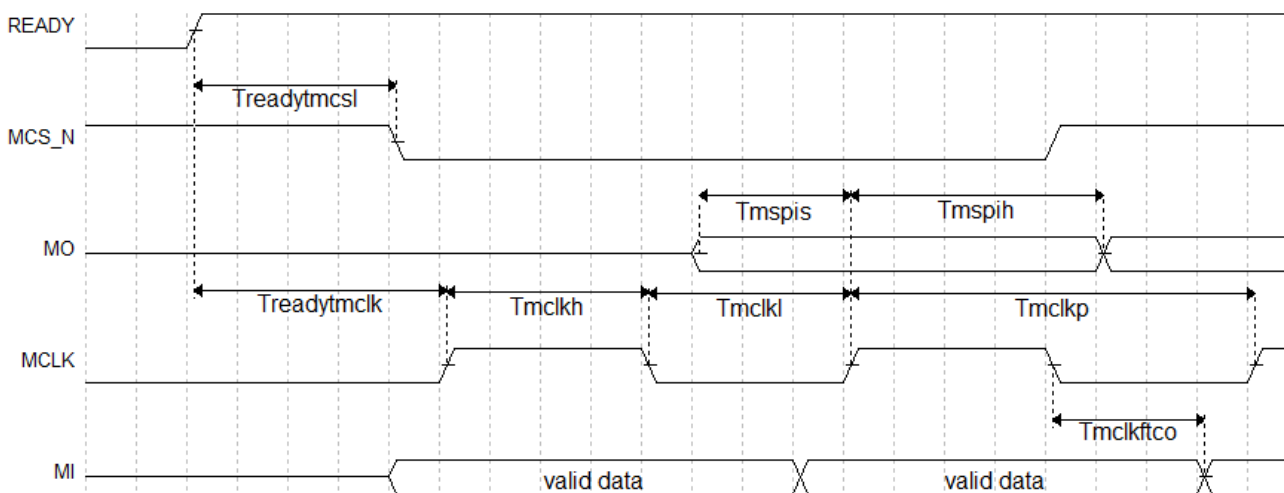 READY
Treadytmcsl
MCS_N
Tmspis Tmspih
MO
Treadytmclk Tmclkh Tmclkl Tmclkp
MCLK
Tmclkftco
MI valid data valid data